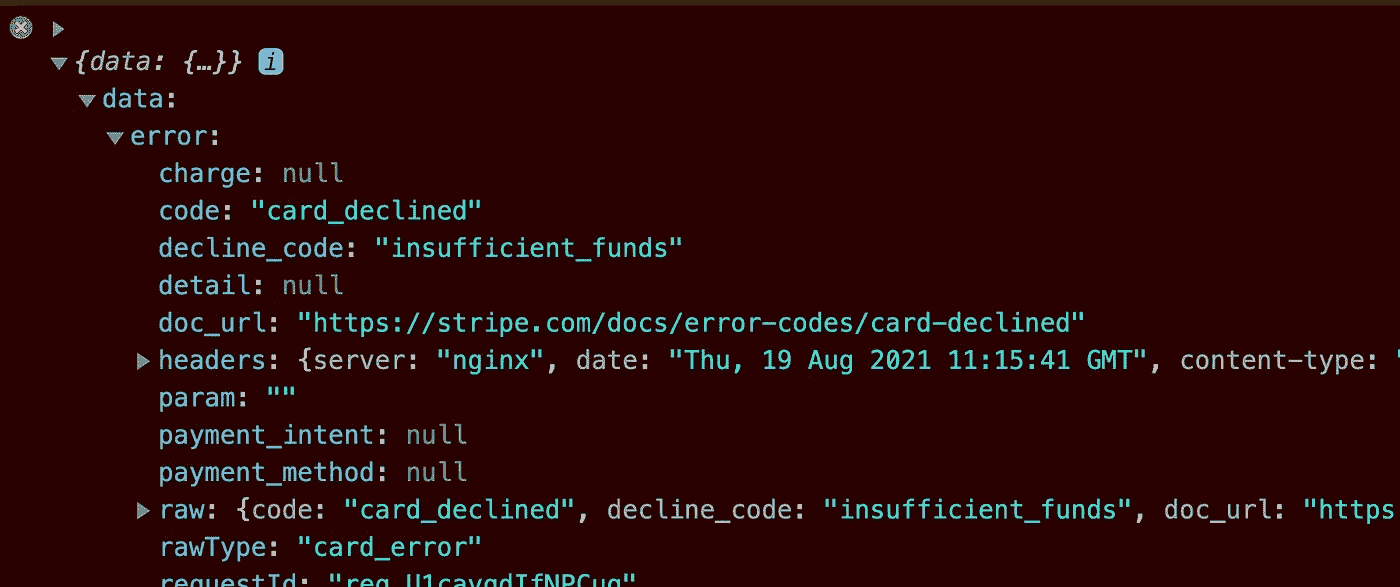 {data: {…}} i
data:
error:
charge: null
code: "card_declined"
decline_code: "insufficient_funds"
detail: null
doc_url: "https://stripe.com/docs/error-codes/card-declined"
headers: {server: "nginx", date: "Thu, 19 Aug 2021 11:15:41 GMT", content-type: "
param: ""
payment_intent: null
payment_method: null
raw: {code: "card_declined", decline_code: "insufficient_funds", doc_url: "https
rawType: "card_error"
requestId: